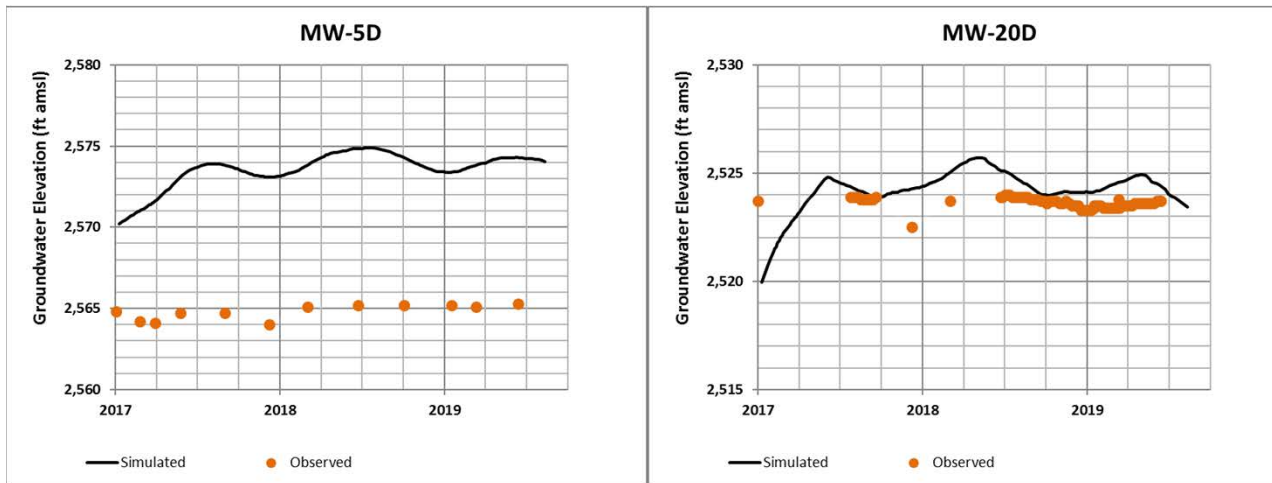 MW-5D
Groundwater Elevation (ft amsl)
2,580
2,575
2,570
2,565
2,560
2017
2018
2019
Simulated
Observed
MW-20D
Groundwater Elevation (ft amsl)
2,530
2,525
2,520
2,515
2017
2018
2019
Simulated
Observed